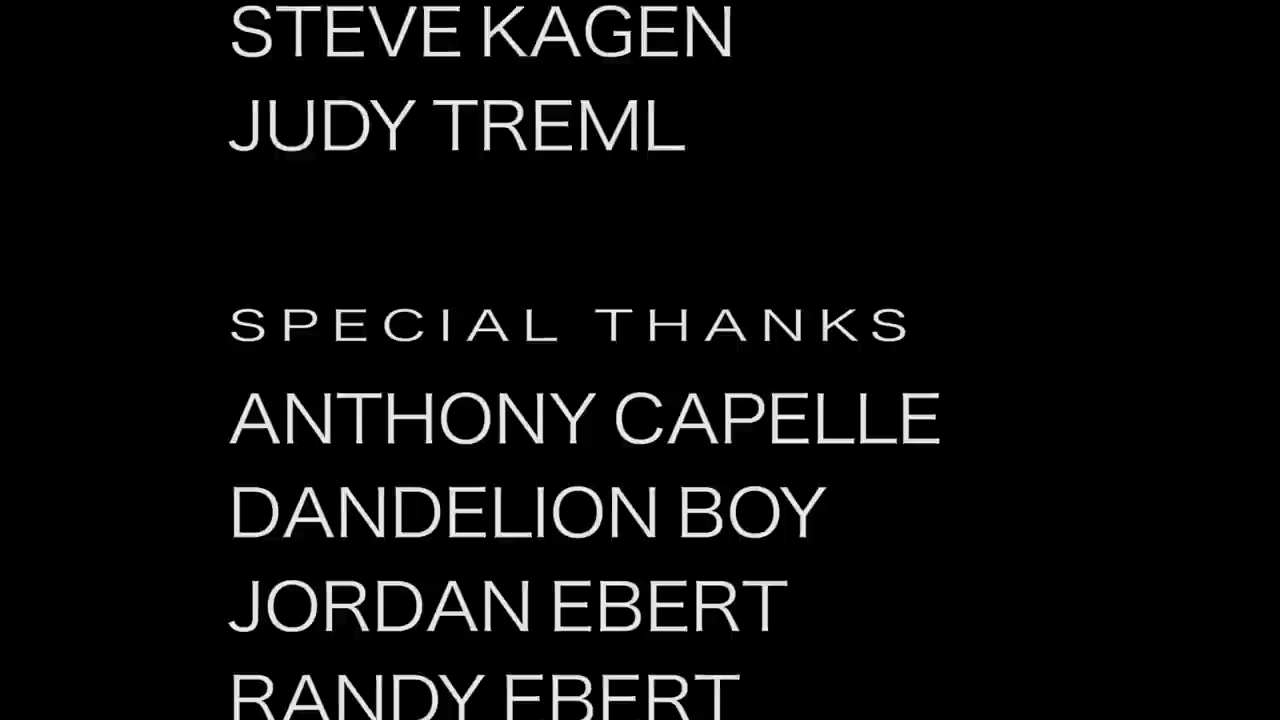 STEVE KAGEN
JUDY TREML
SPECIAL THANKS
ANTHONY CAPELLE
DANDELION BOY
JORDAN EBERT
RANDY EBERT